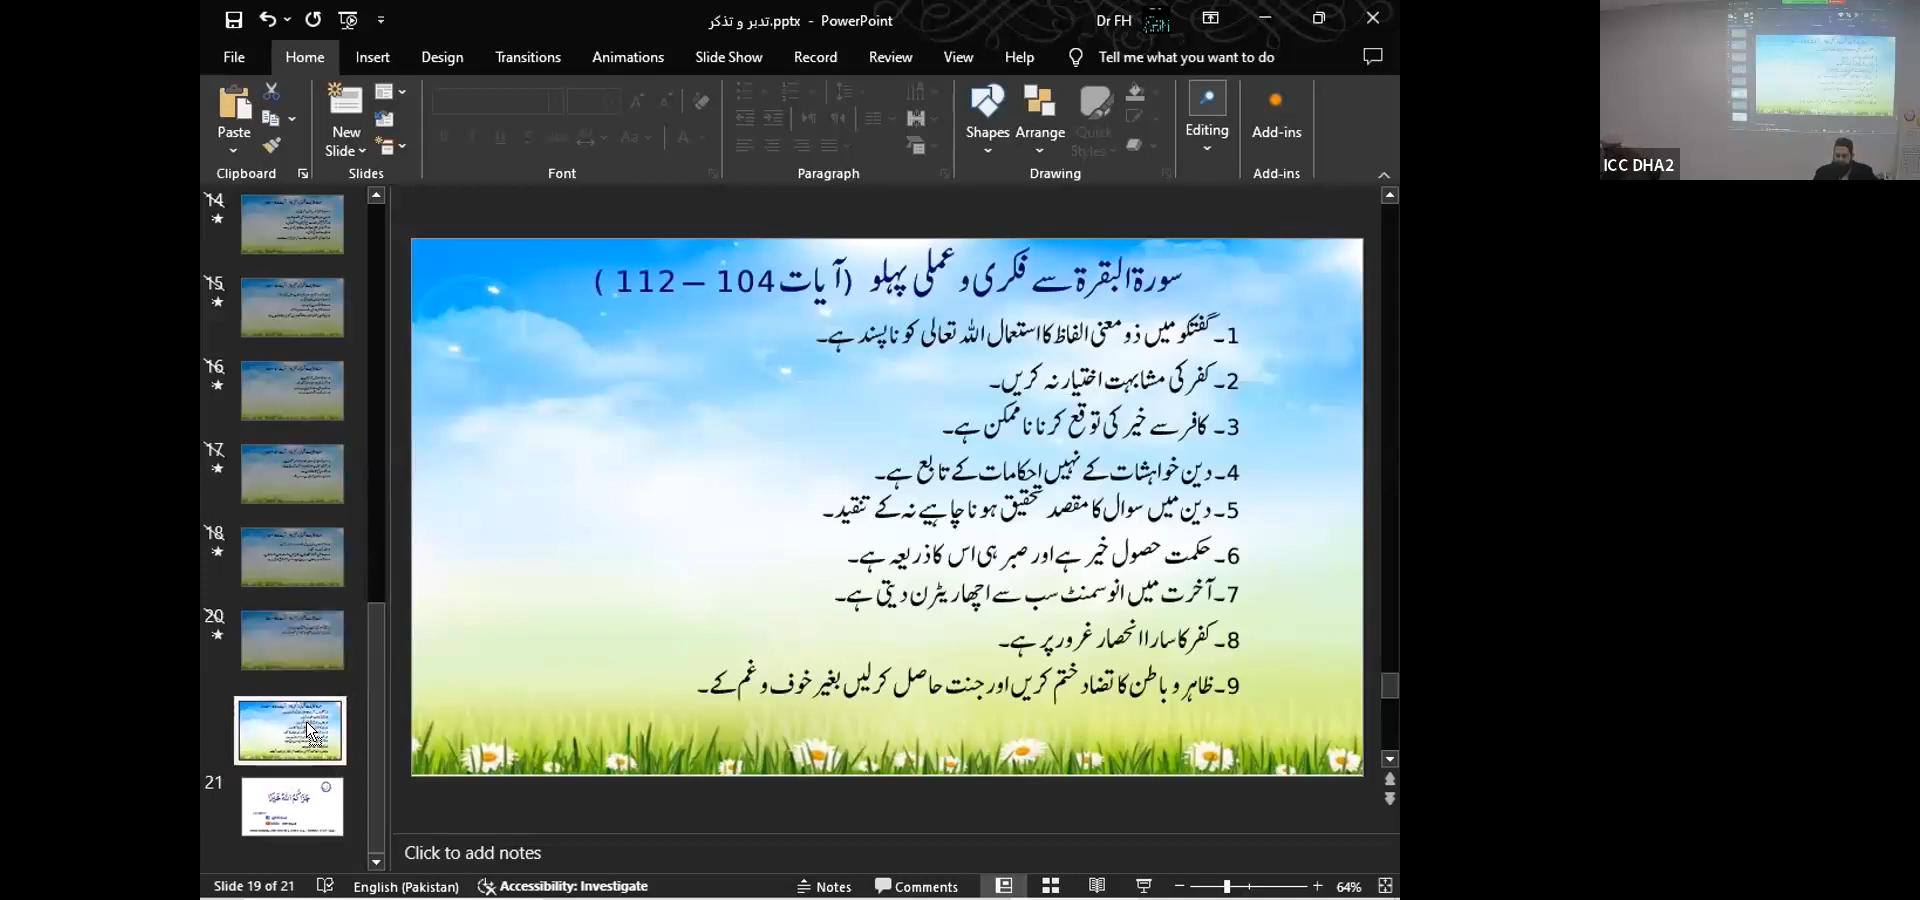 تدبر و تذکر.pptx - PowerPoint
Dr FH
File Home Insert Design Transitions Animations Slide Show Record Review View Help Tell me what you want to do
Paste
New Slide
Shapes
Arrange
Quick Styles
Editing
Add-ins
Clipboard Slides Font Paragraph Drawing Add-ins
14
15
16
17
18
20
21
سورۃ البقرۃ سے فکری و عملی پہلو (آیات 104 – 112 )
1۔ گفتگو میں ذو معنی الفاظ کا استعمال اللہ تعالی کو ناپسند ہے۔
2۔ کفر کی مشابہت اختیار نہ کریں۔
3۔ کافر سے خیر کی توقع کرنا ناممکن ہے۔
4۔ دین خواہشات کے نہیں احکامات کے تابع ہے۔
5۔ دین میں سوال کا مقصد تحقیق ہونا چاہیے نہ کے تنقید۔
6۔ حکمت حصول خیر ہے اور صبر ہی اس کا ذریعہ ہے۔
7۔ آخرت میں انوسمنٹ سب سے اچھا ریٹرن دیتی ہے۔
8۔ کفر کا سارا انحصار غرور پر ہے۔
9۔ ظاہر و باطن کا تضاد ختم کریں اور جنت حاصل کرلیں بغیر خوف و غم کے۔
Click to add notes
Slide 19 of 21 English (Pakistan) Accessibility: Investigate Notes Comments 64%
ICC DHA2